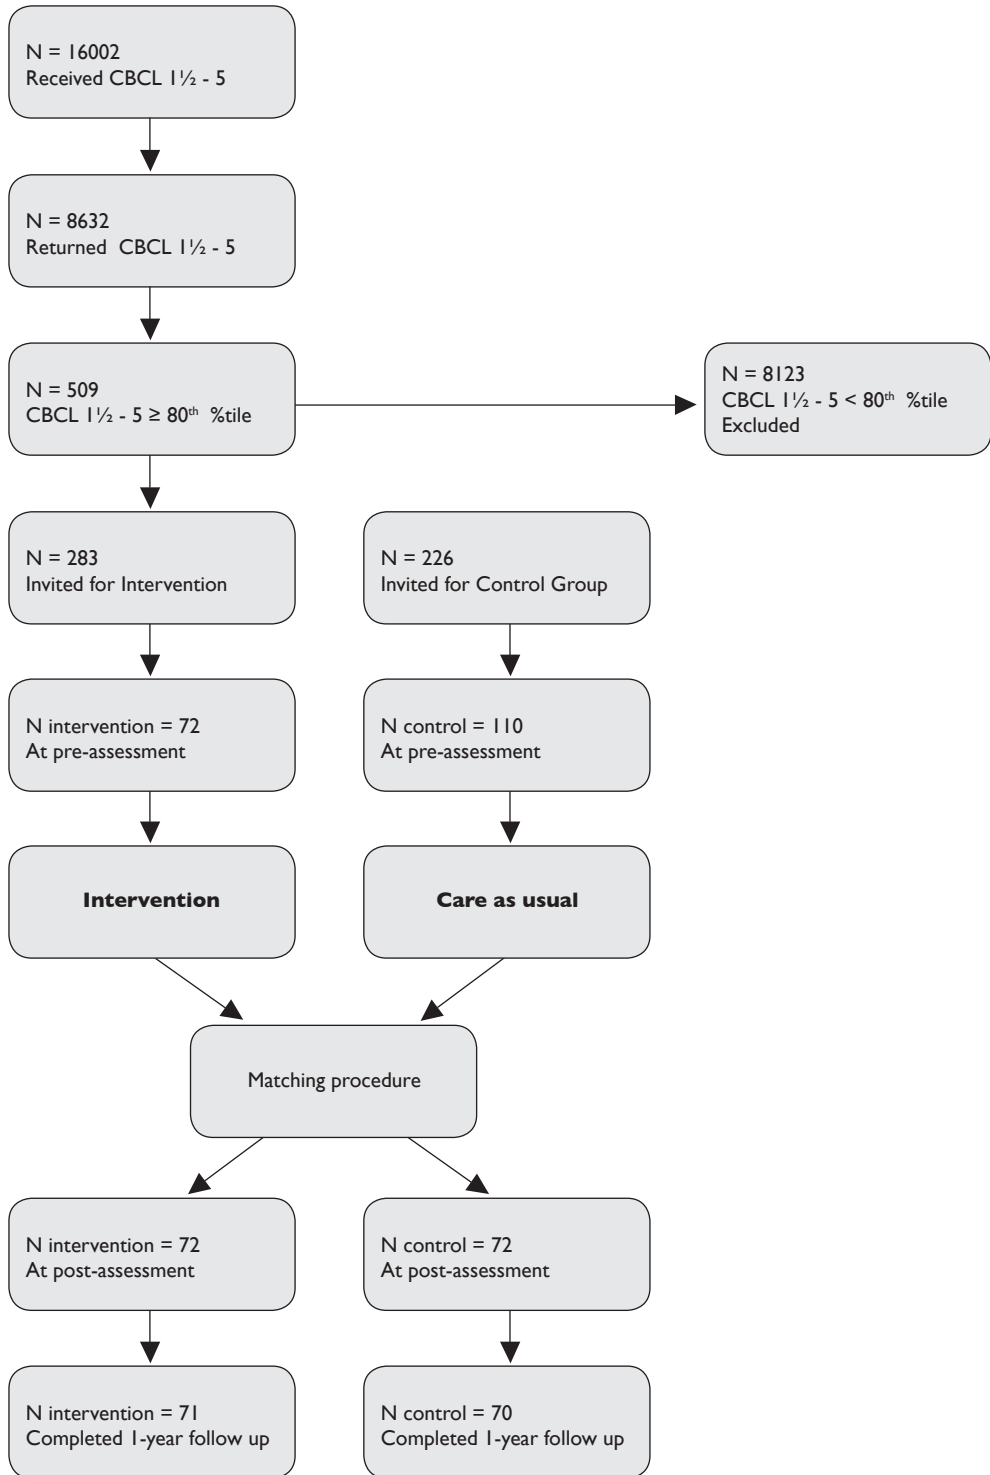 N = 16002
Received CBCL 1½ - 5
N = 8632
Returned CBCL 1½ - 5
N = 509
CBCL 1½ - 5 ≥ 80th %tile
N = 8123
CBCL 1½ - 5 < 80th %tile
Excluded
N = 283
Invited for Intervention
N = 226
Invited for Control Group
N intervention = 72
At pre-assessment
N control = 110
At pre-assessment
Intervention
Care as usual
Matching procedure
N intervention = 72
At post-assessment
N control = 72
At post-assessment
N intervention = 71
Completed 1-year follow up
N control = 70
Completed 1-year follow up